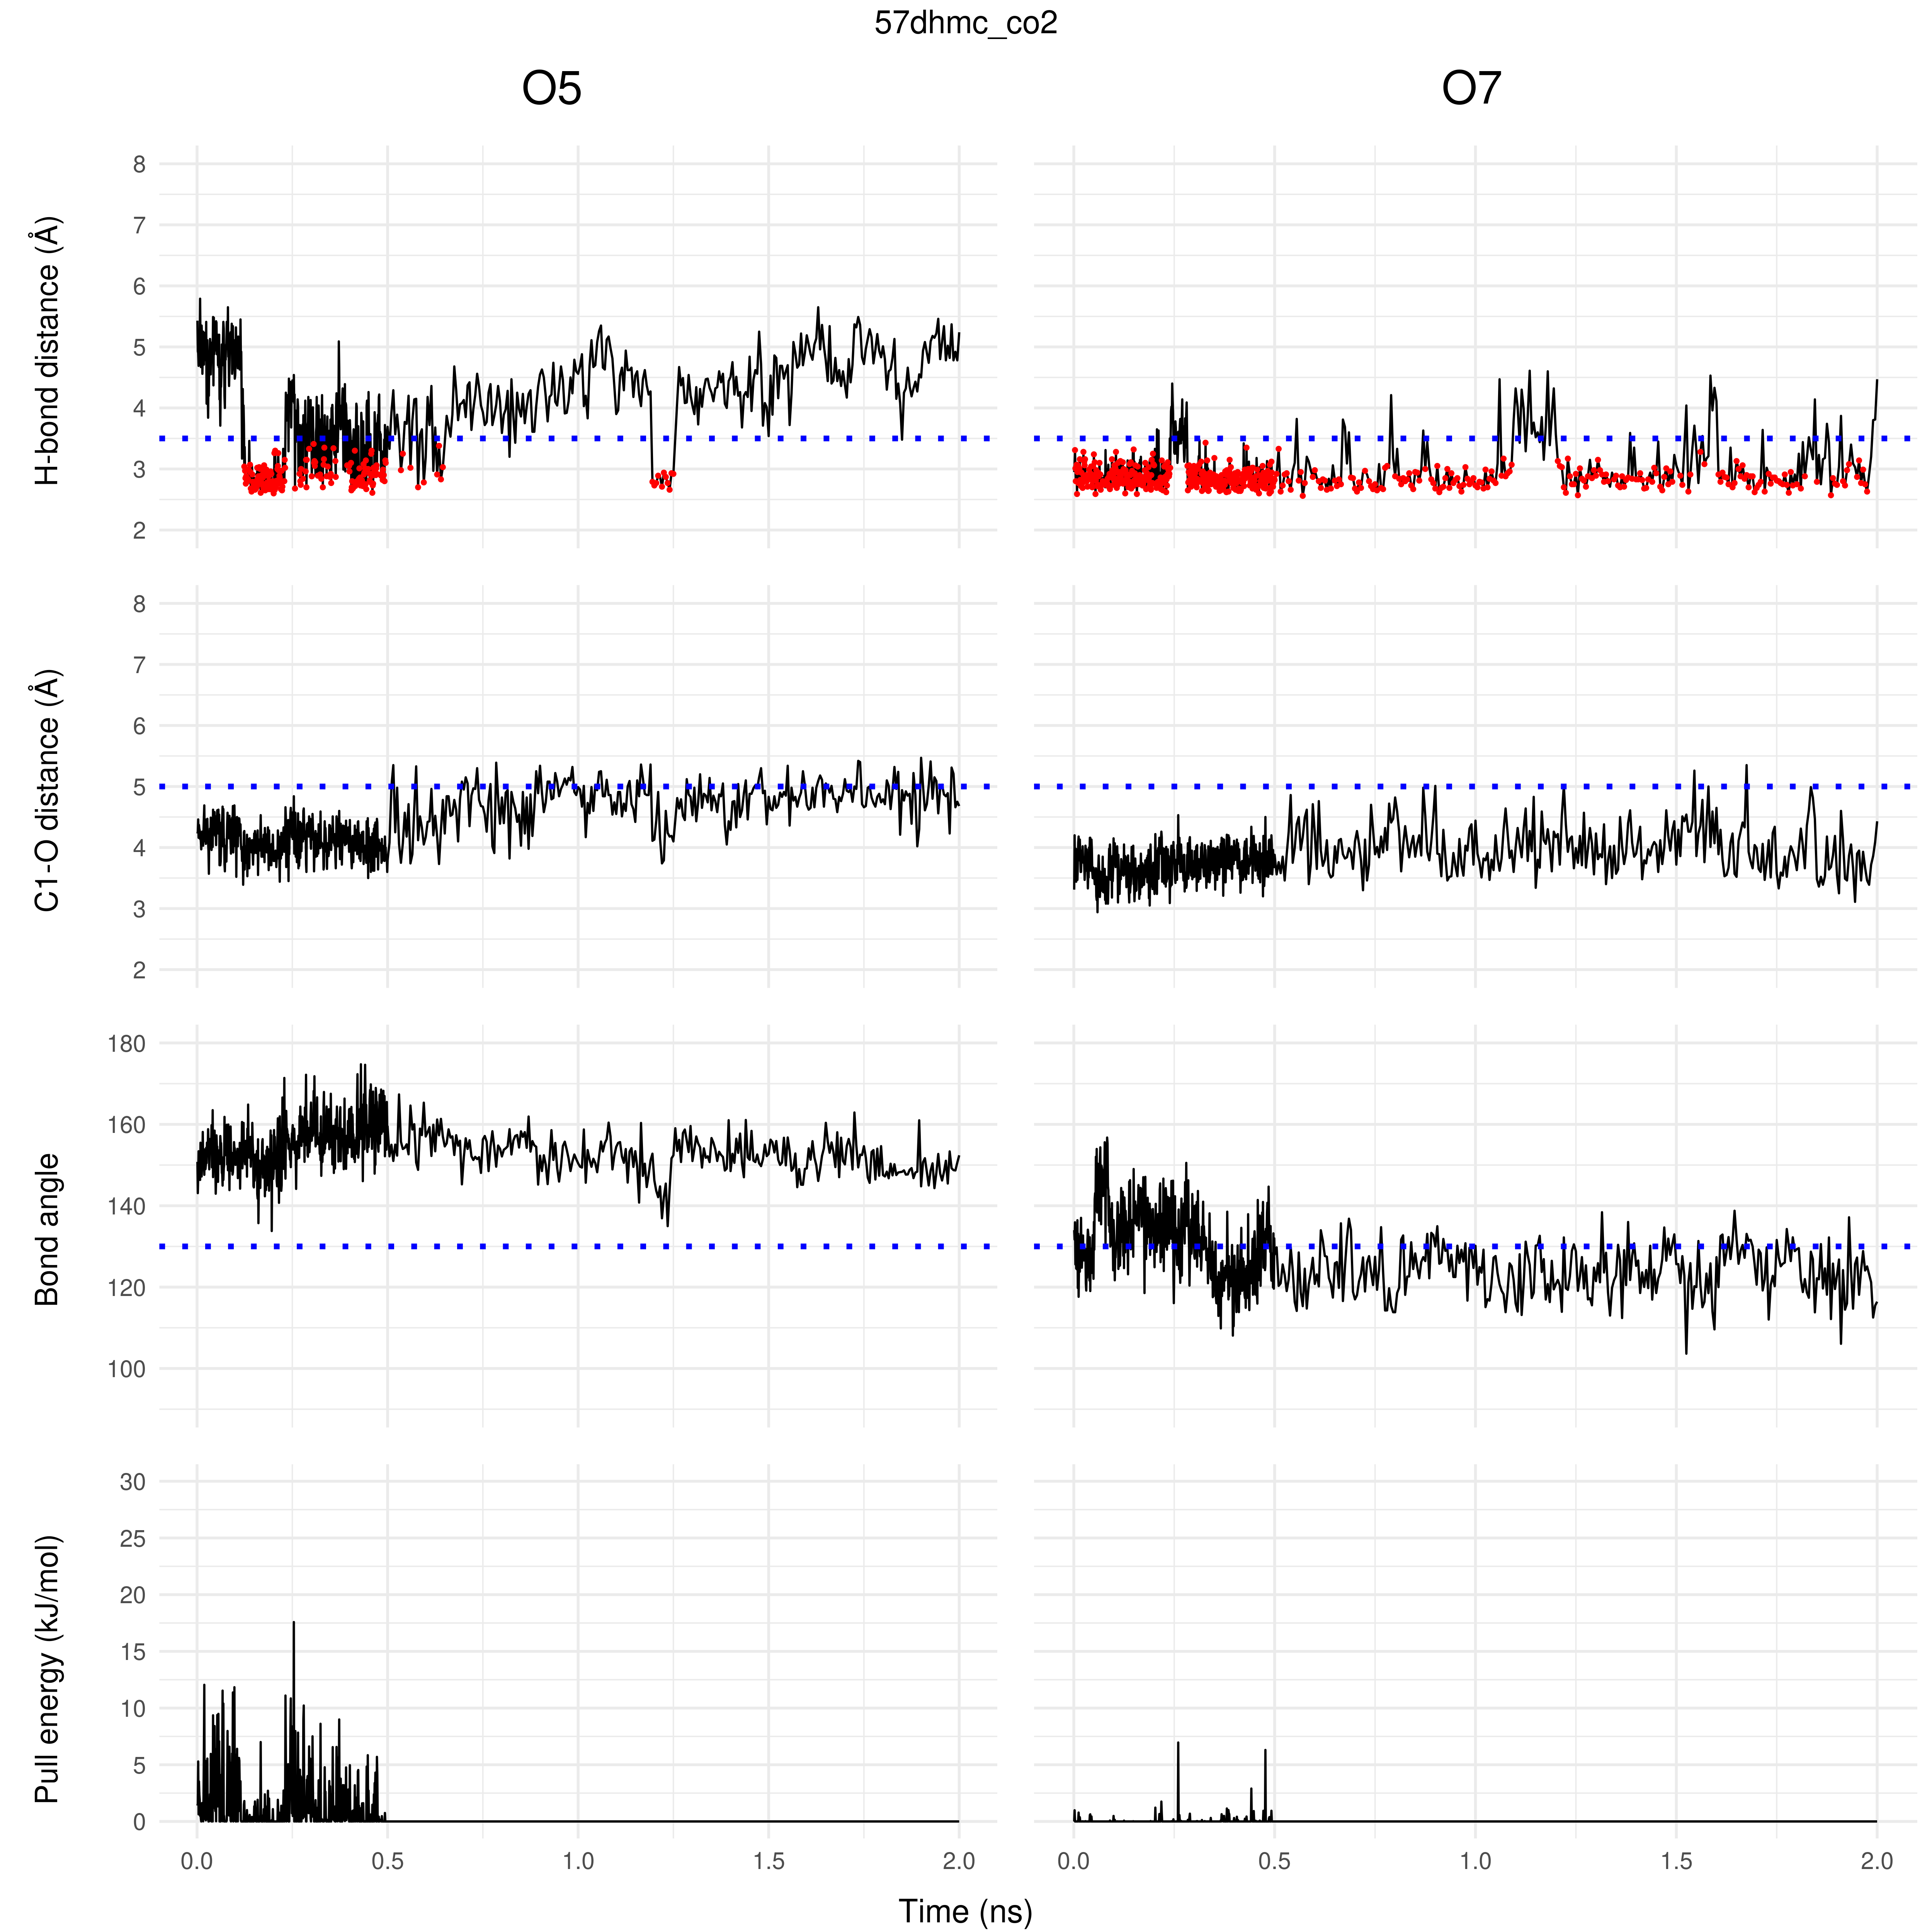 57dhmc_co2
O5
O7
H-bond distance (Å)
8
7
6
5
4
3
2
C1-O distance (Å)
8
7
6
5
4
3
2
Bond angle
180
160
140
120
100
Pull energy (kJ/mol)
30
25
20
15
10
5
0
0.0 0.5 1.0 1.5 2.0 0.0 0.5 1.0 1.5 2.0
Time (ns)